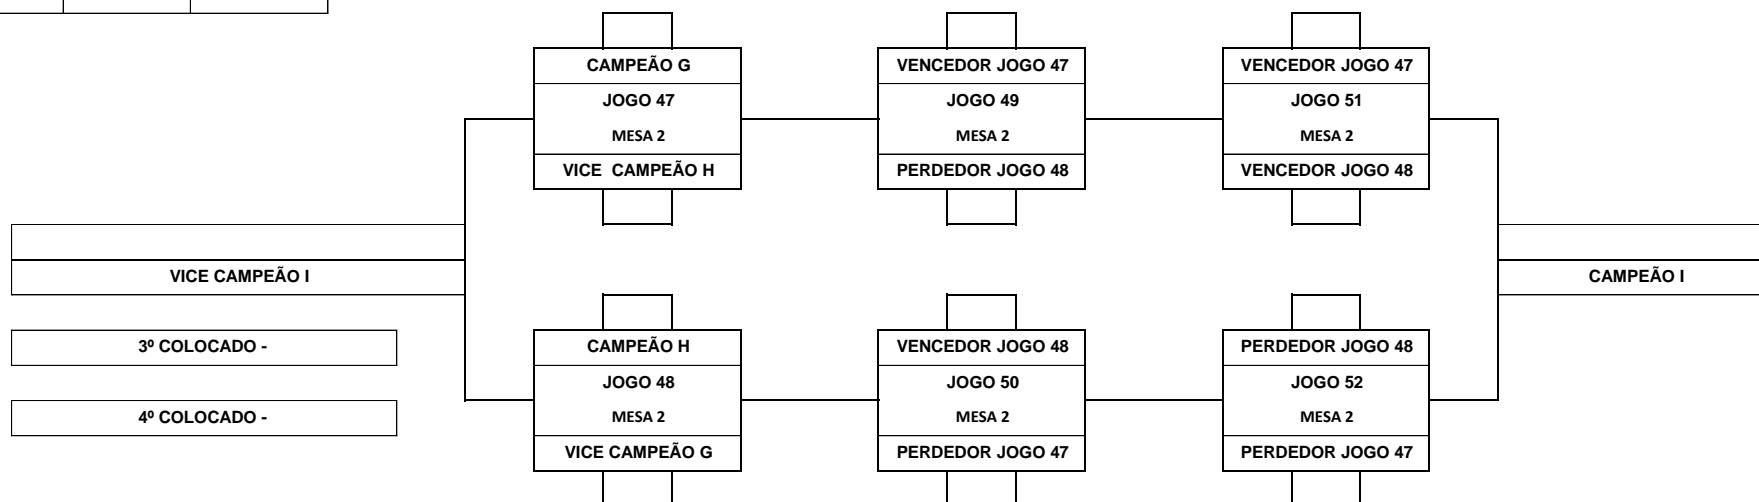 CAMPEÃO G
JOGO 47
MESA 2
VICE CAMPEÃO H
VENCEDOR JOGO 47
JOGO 49
MESA 2
PERDEDOR JOGO 48
VENCEDOR JOGO 47
JOGO 51
MESA 2
VENCEDOR JOGO 48
VICE CAMPEÃO I
CAMPEÃO I
3º COLOCADO -
4º COLOCADO -
CAMPEÃO H
JOGO 48
MESA 2
VICE CAMPEÃO G
VENCEDOR JOGO 48
JOGO 50
MESA 2
PERDEDOR JOGO 47
PERDEDOR JOGO 48
JOGO 52
MESA 2
PERDEDOR JOGO 47